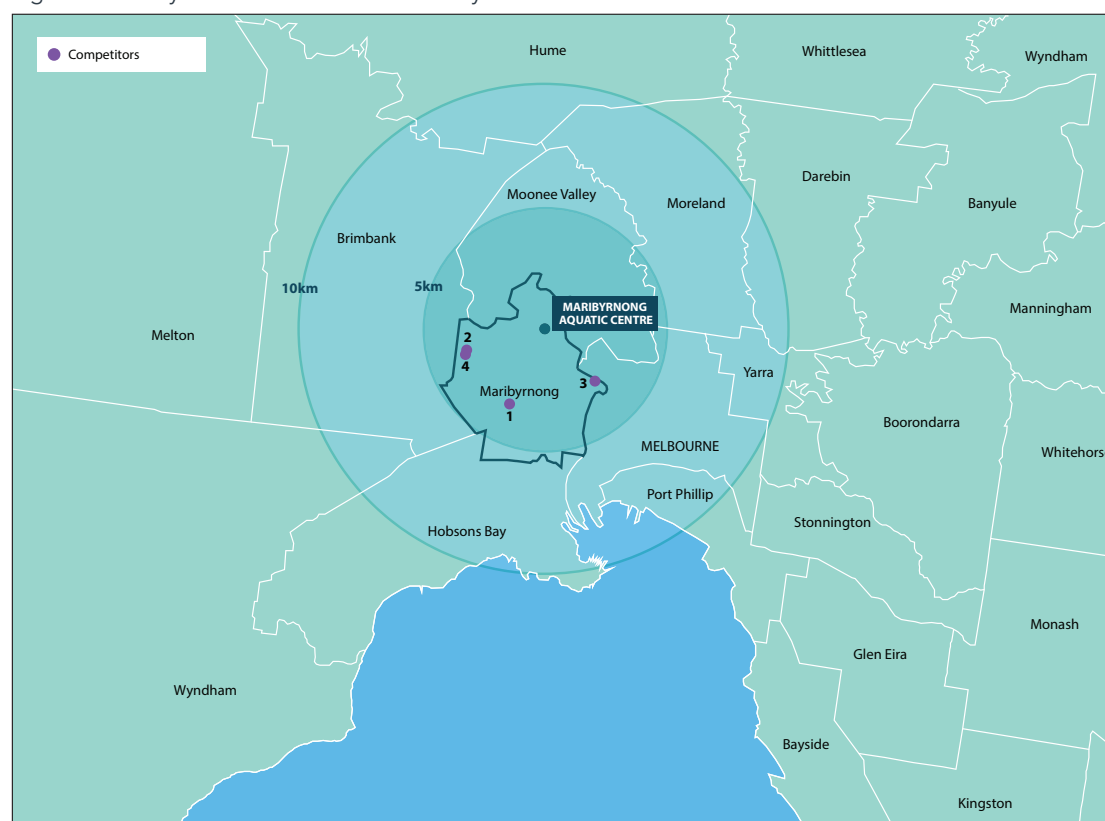 Competitors
Hume
Whittlesea
Wyndham
Darebin
Banyule
Moonee Valley
Moreland
Brimbank
10km
5km
MARIBYRNONG
AQUATIC CENTRE
Manningham
Melton
2
4
3
Yarra
Maribyrnong
1
Boorondarra
MELBOURNE
Whitehors
Port Phillip
Stonnington
Hobsons Bay
Monash
Glen Eira
Wyndham
Bayside
Kingston